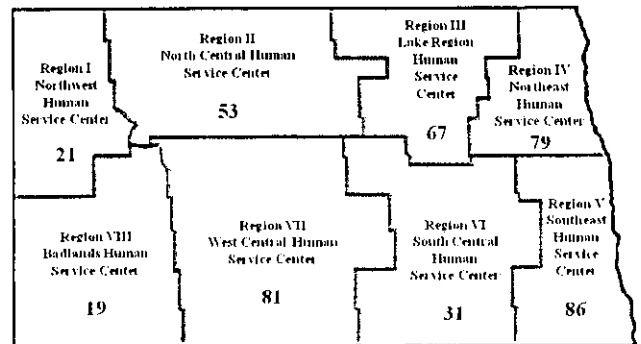 Region I
Northwest
Human
Service Center
21
Region II
North Central Human
Service Center
53
Region III
Lake Region
Human
Service
Center
67
Region IV
Northeast
Human
Service Center
79
Region VIII
Badlands Human
Service Center
19
Region VII
West Central Human
Service Center
81
Region VI
South Central
Human
Service Center
31
Region V
Southeast
Human
Service
Center
86